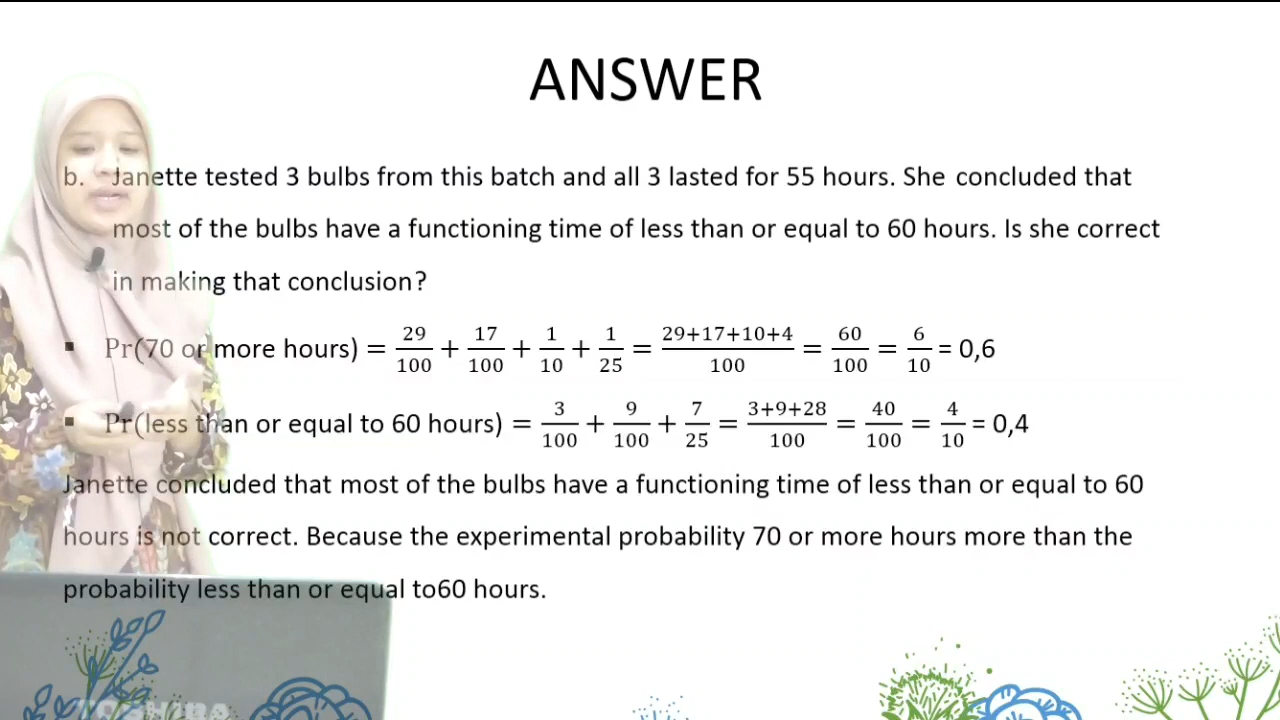 ANSWER
b. Janette tested 3 bulbs from this batch and all 3 lasted for 55 hours. She concluded that
most of the bulbs have a functioning time of less than or equal to 60 hours. Is she correct
in making that conclusion?
▪ Pr(70 or more hours) = 29/100 + 17/100 + 1/10 + 1/25 = 29+17+10+4/100 = 60/100 = 6/10 = 0,6
▪ Pr(less than or equal to 60 hours) = 3/100 + 9/100 + 7/25 = 3+9+28/100 = 40/100 = 4/10 = 0,4
Janette concluded that most of the bulbs have a functioning time of less than or equal to 60
hours is not correct. Because the experimental probability 70 or more hours more than the
probability less than or equal to60 hours.
TOSHIBA